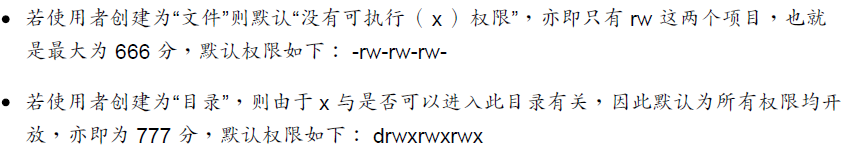 • 若使用者创建为“文件”则默认“没有可执行（ x ）权限”，亦即只有 rw 这两个项目，也就
是最大为 666 分，默认权限如下： -rw-rw-rw-
• 若使用者创建为“目录”，则由于 x 与是否可以进入此目录有关，因此默认为所有权限均开
放，亦即为 777 分，默认权限如下： drwxrwxrwx